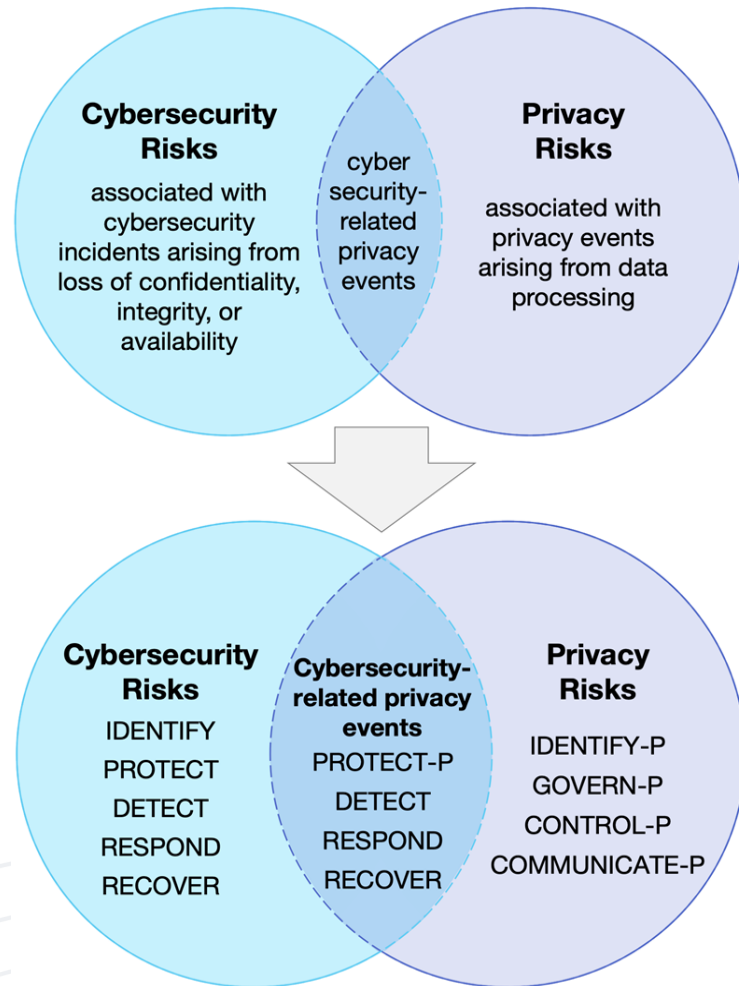 Cybersecurity
Risks
associated with
cybersecurity
incidents arising from
loss of confidentiality,
integrity, or
availability
cyber
security-
related
privacy
events
Privacy
Risks
associated with
privacy events
arising from data
processing
Cybersecurity
Risks
IDENTIFY
PROTECT
DETECT
RESPOND
RECOVER
Cybersecurity-
related privacy
events
PROTECT-P
DETECT
RESPOND
RECOVER
Privacy
Risks
IDENTIFY-P
GOVERN-P
CONTROL-P
COMMUNICATE-P